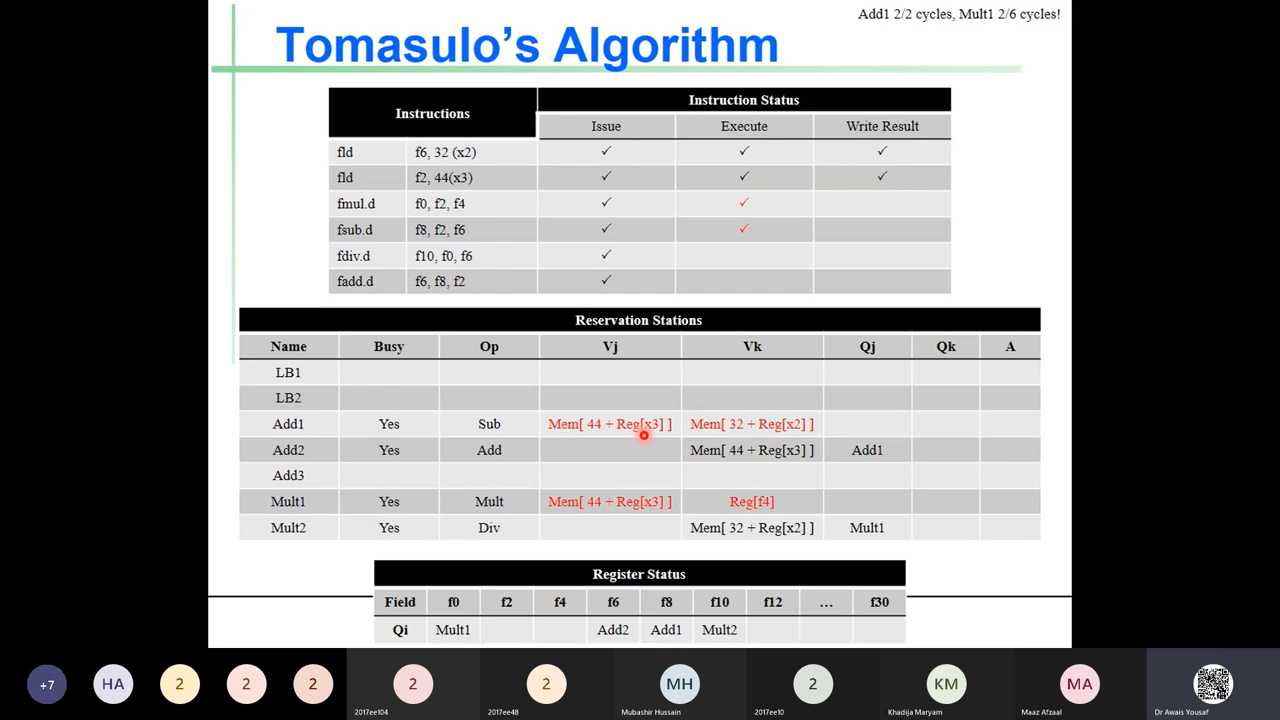 Add1 2/2 cycles, Mult1 2/6 cycles!
Tomasulo's Algorithm
Instructions Instruction Status
Issue Execute Write Result
fld f6, 32 (x2) ✓ ✓ ✓
fld f2, 44(x3) ✓ ✓ ✓
fmul.d f0, f2, f4 ✓ ✓
fsub.d f8, f2, f6 ✓ ✓
fdiv.d f10, f0, f6 ✓
fadd.d f6, f8, f2 ✓
Reservation Stations
Name Busy Op Vj Vk Qj Qk A
LB1
LB2
Add1 Yes Sub Mem[ 44 + Reg[x3] ] Mem[ 32 + Reg[x2] ]
Add2 Yes Add Mem[ 44 + Reg[x3] ] Add1
Add3
Mult1 Yes Mult Mem[ 44 + Reg[x3] ] Reg[f4]
Mult2 Yes Div Mem[ 32 + Reg[x2] ] Mult1
Register Status
Field f0 f2 f4 f6 f8 f10 f12 ... f30
Qi Mult1 Add2 Add1 Mult2
+7 HA 2 2 2 2 2 MH 2 KM MA
2017ee104 2017ee48 Mubashir Hussain 2017ee10 Khadija Maryam Maaz Afzaal Dr Awais Yousaf